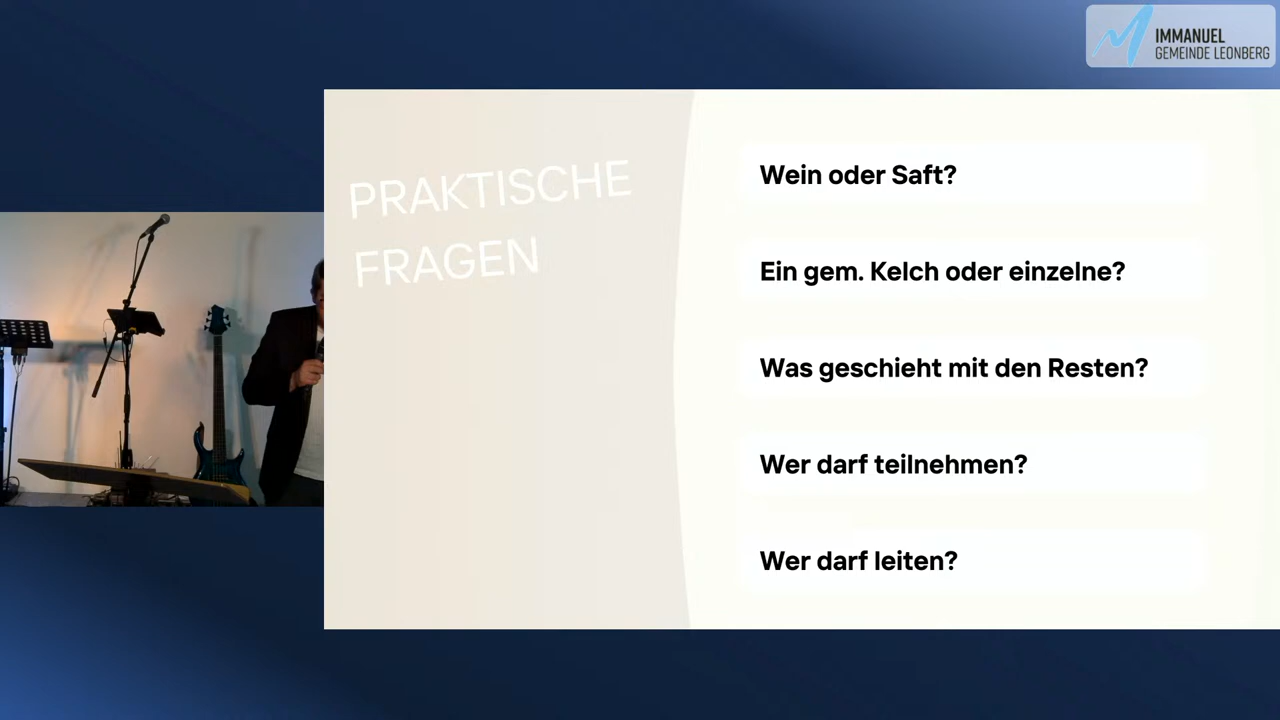 IMMANUEL
GEMEINDE LEONBERG
PRAKTISCHE
FRAGEN
Wein oder Saft?
Ein gem. Kelch oder einzelne?
Was geschieht mit den Resten?
Wer darf teilnehmen?
Wer darf leiten?